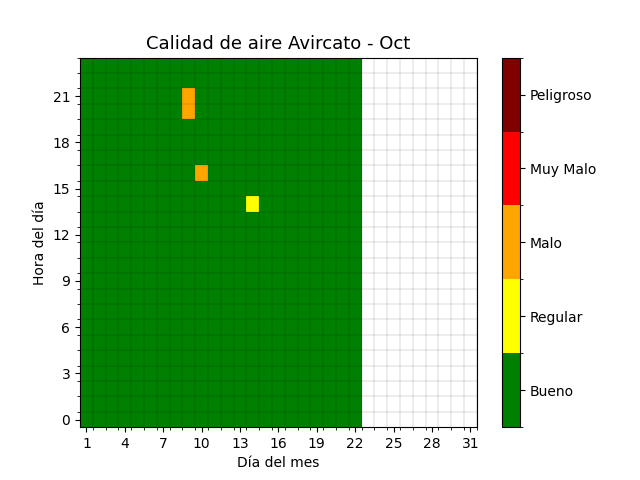 Calidad de aire Avircato - Oct
Hora del día
21
18
15
12
9
6
3
0
1 4 7 10 13 16 19 22 25 28 31
Día del mes
Peligroso
Muy Malo
Malo
Regular
Bueno